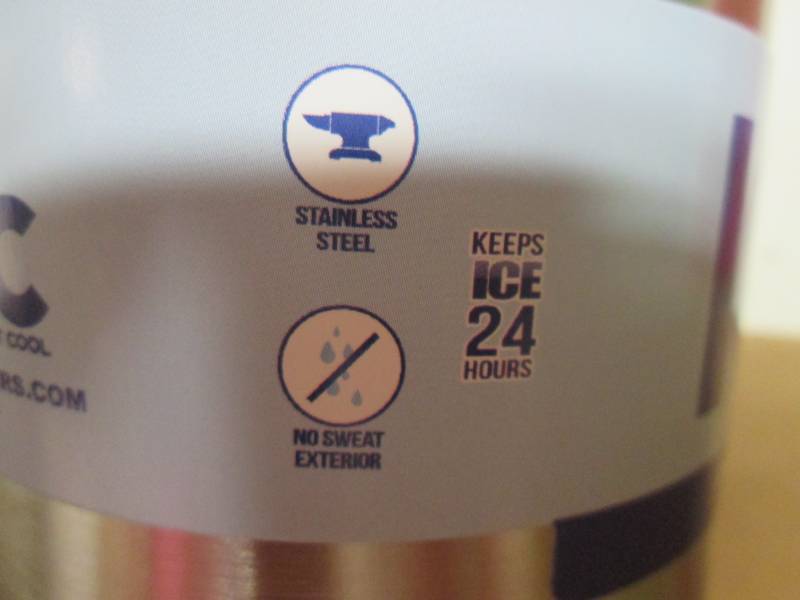 STAINLESS
STEEL
KEEPS
ICE
24
HOURS
NO SWEAT
EXTERIOR
C
T COOL
RS.COM